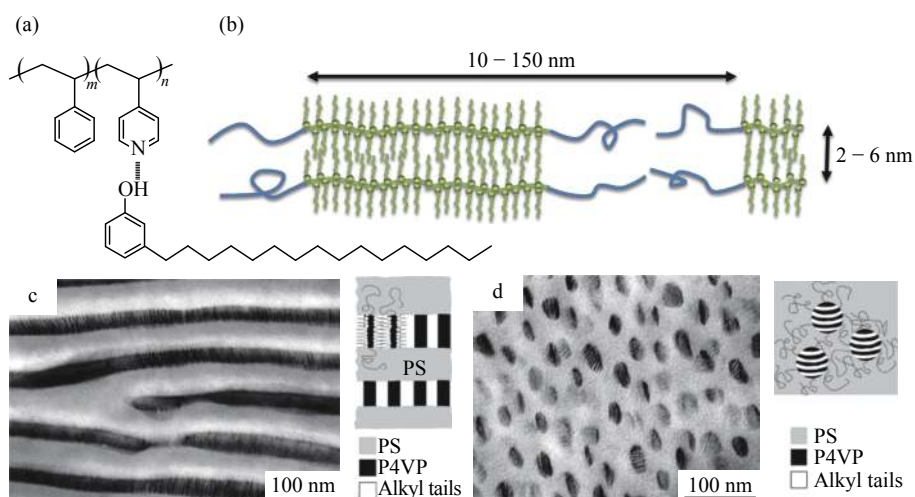 (a)
(b)
m
n
N
OH
10 − 150 nm
2 − 6 nm
c
100 nm
PS
PS
P4VP
Alkyl tails
d
100 nm
PS
P4VP
Alkyl tails